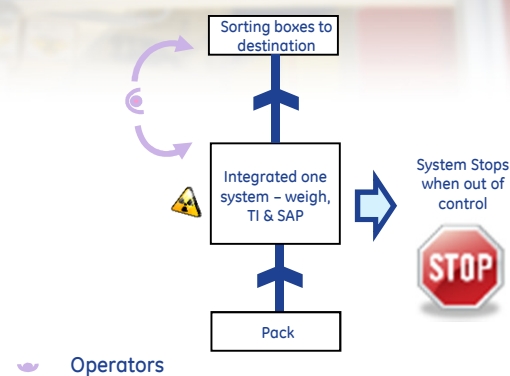 Sorting boxes to
destination
Integrated one
system – weigh,
TI & SAP
System Stops
when out of
control
STOP
Pack
Operators